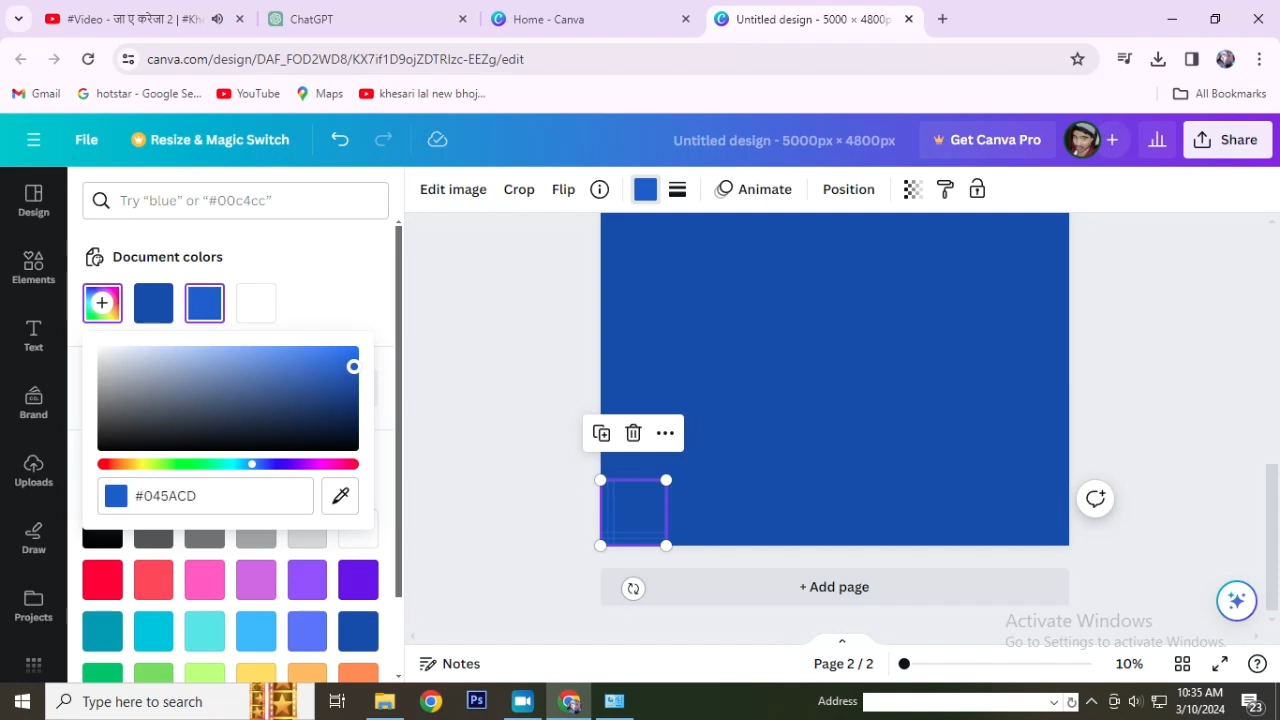 #Video - जा ए करेजा 2 | #Khe
ChatGPT
Home - Canva
Untitled design - 5000 × 4800p
canva.com/design/DAF_FOD2WD8/KX7if1D9ojZDTRlzc-EEZg/edit
Gmail
hotstar - Google Se...
YouTube
Maps
khesari lal new bhoj...
All Bookmarks
File
Resize & Magic Switch
Untitled design - 5000px × 4800px
Get Canva Pro
Share
Design
Elements
Text
Brand
Uploads
Draw
Projects
Try “blue” or “#00c4cc”
Document colors
#045ACD
Edit image
Crop
Flip
Animate
Position
+ Add page
Activate Windows
Go to Settings to activate Windows.
Notes
Page 2 / 2
10%
Type here to search
Ps
Address
10:35 AM
3/10/2024
23